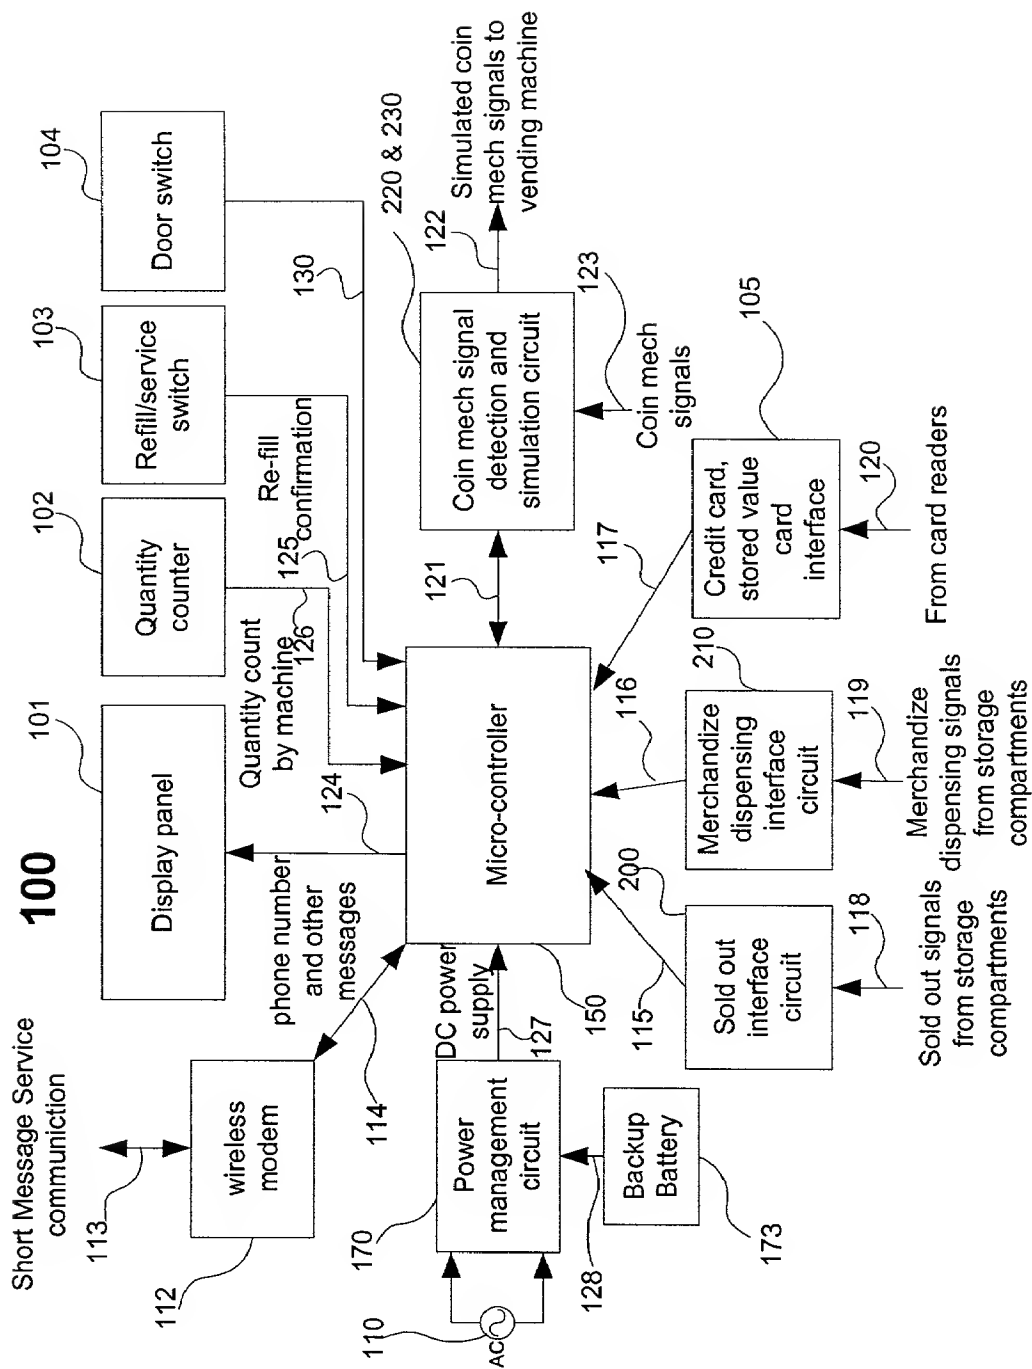 100
Short Message Service
communiction
113
wireless
modem
112
114
Display panel
101
phone number
and other
messages
124
Quantity
counter
102
Quantity count
by machine
126
Refill/service
switch
103
Re-fill
confirmation
125
Door switch
104
130
AC
110
Power
management
circuit
170
DC power
supply
127
128
Backup
Battery
173
Micro-controller
150
121
Coin mech signal
detection and
simulation circuit
220 & 230
122
Simulated coin
mech signals to
vending machine
123
Coin mech
signals
115
Sold out
interface
circuit
200
118
Sold out signals
from storage
compartments
116
Merchandize
dispensing
interface
circuit
210
119
Merchandize
dispensing signals
from storage
compartments
117
Credit card,
stored value
card
interface
105
120
From card readers